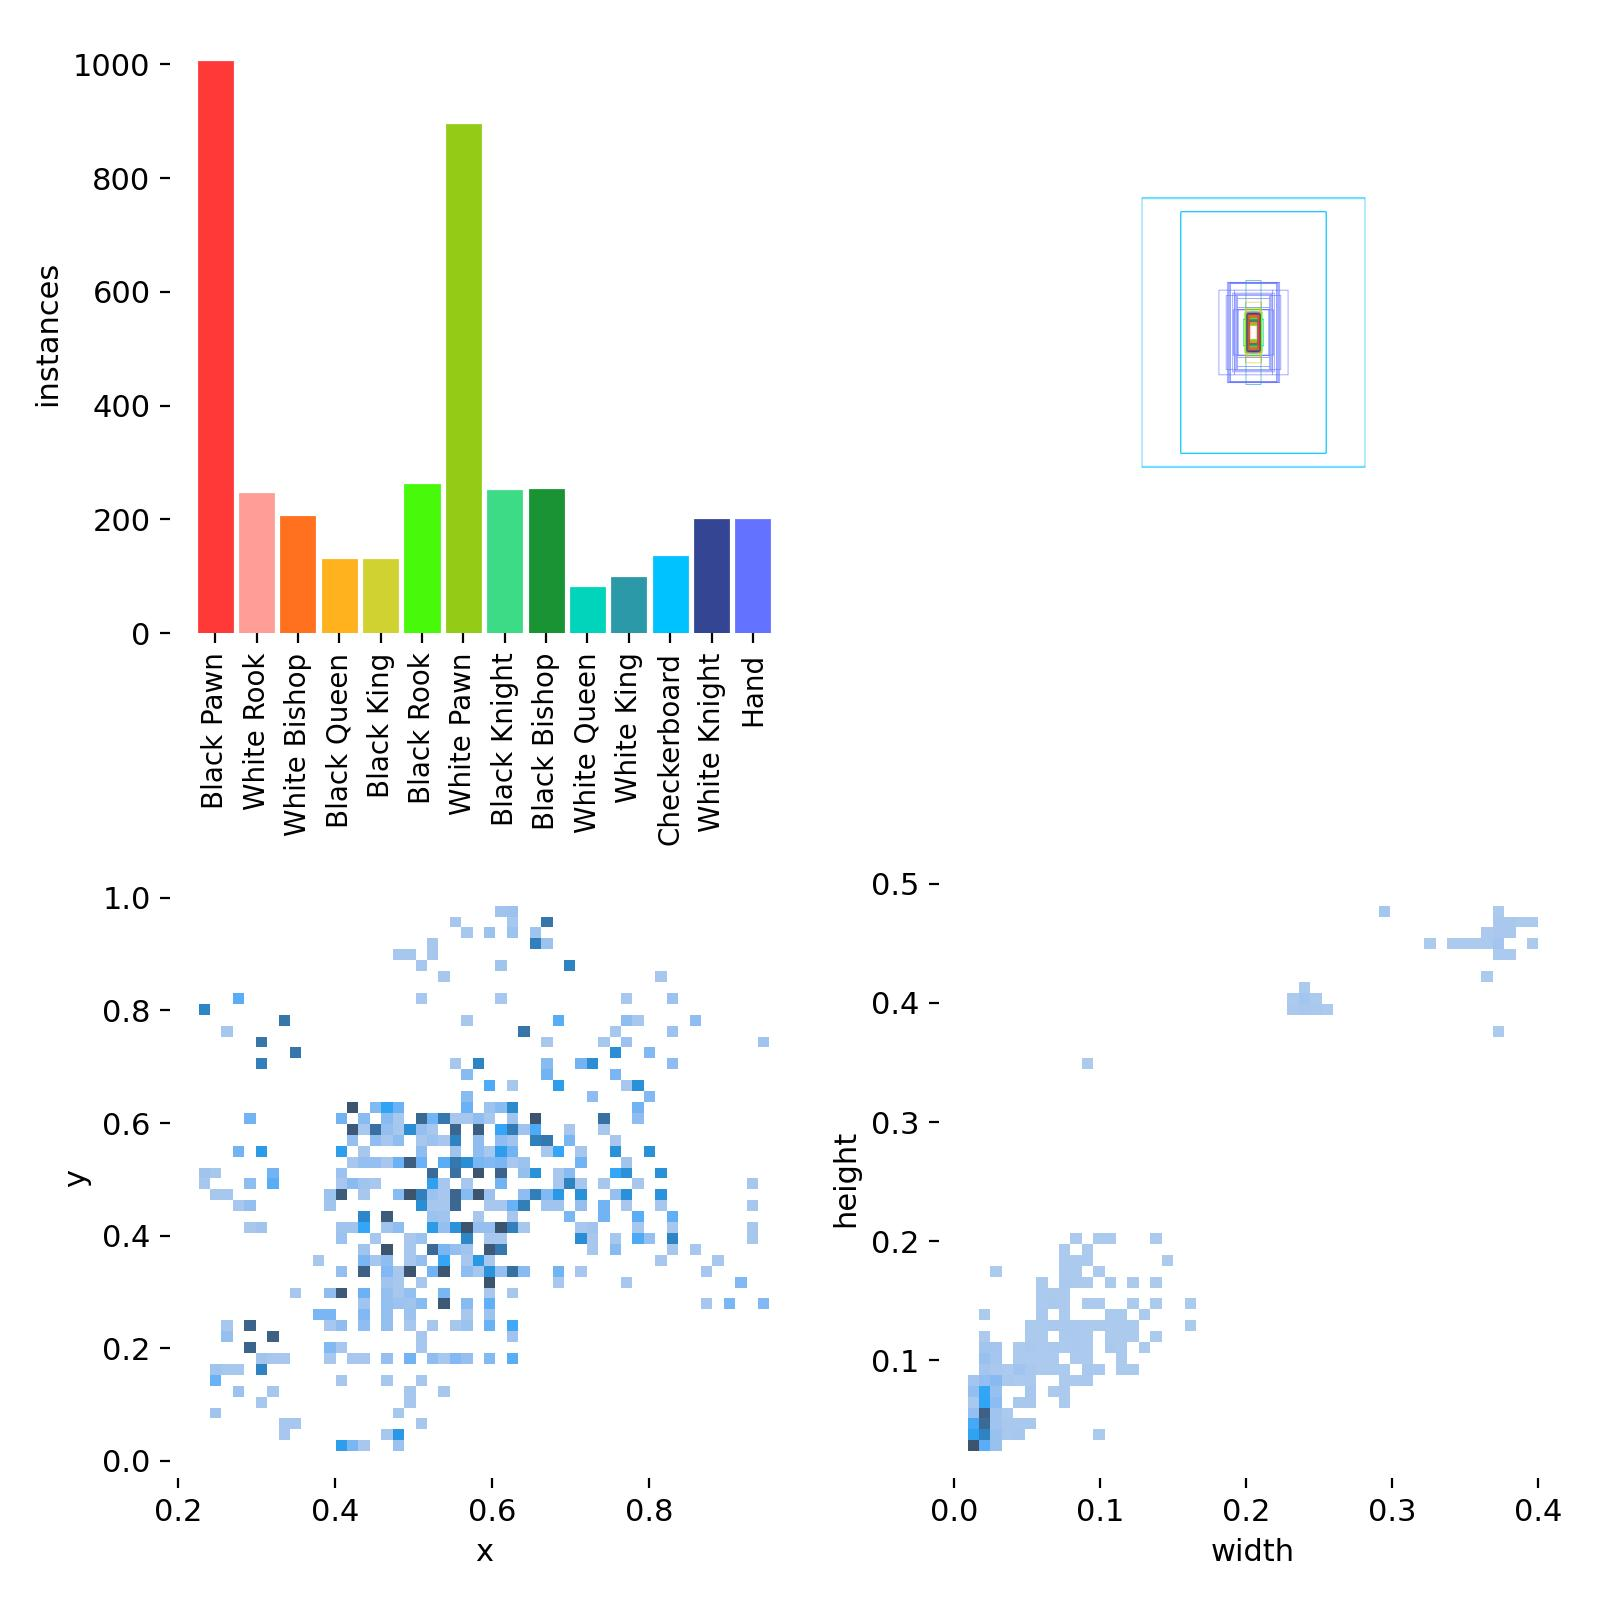 1000
800
600
400
200
0
instances
Black Pawn
White Rook
White Bishop
Black Queen
Black King
Black Rook
White Pawn
Black Knight
Black Bishop
White Queen
White King
Checkerboard
White Knight
Hand
1.0
0.8
0.6
0.4
0.2
0.0
y
0.2 0.4 0.6 0.8
x
0.5
0.4
0.3
0.2
0.1
height
0.0 0.1 0.2 0.3 0.4
width